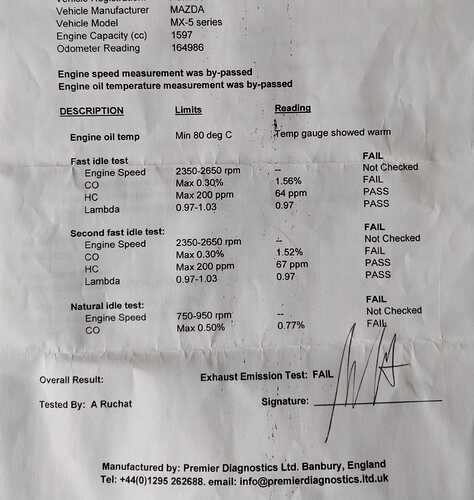 Vehicle Manufacturer MAZDA
Vehicle Model MX-5 series
Engine Capacity (cc) 1597
Odometer Reading 164986
Engine speed measurement was by-passed
Engine oil temperature measurement was by-passed
DESCRIPTION Limits Reading
Engine oil temp Min 80 deg C Temp gauge showed warm
Fast idle test FAIL
Engine Speed 2350-2650 rpm -- Not Checked
CO Max 0.30% 1.56% FAIL
HC Max 200 ppm 64 ppm PASS
Lambda 0.97-1.03 0.97 PASS
Second fast idle test: FAIL
Engine Speed 2350-2650 rpm -- Not Checked
CO Max 0.30% 1.52% FAIL
HC Max 200 ppm 67 ppm PASS
Lambda 0.97-1.03 0.97 PASS
Natural idle test: FAIL
Engine Speed 750-950 rpm -- Not Checked
CO Max 0.50% 0.77% FAIL
Overall Result: Exhaust Emission Test: FAIL
Tested By: A Ruchat Signature:
Manufactured by: Premier Diagnostics Ltd. Banbury, England
Tel: +44(0)1295 262688. email: info@premierdiagnostics.ltd.uk